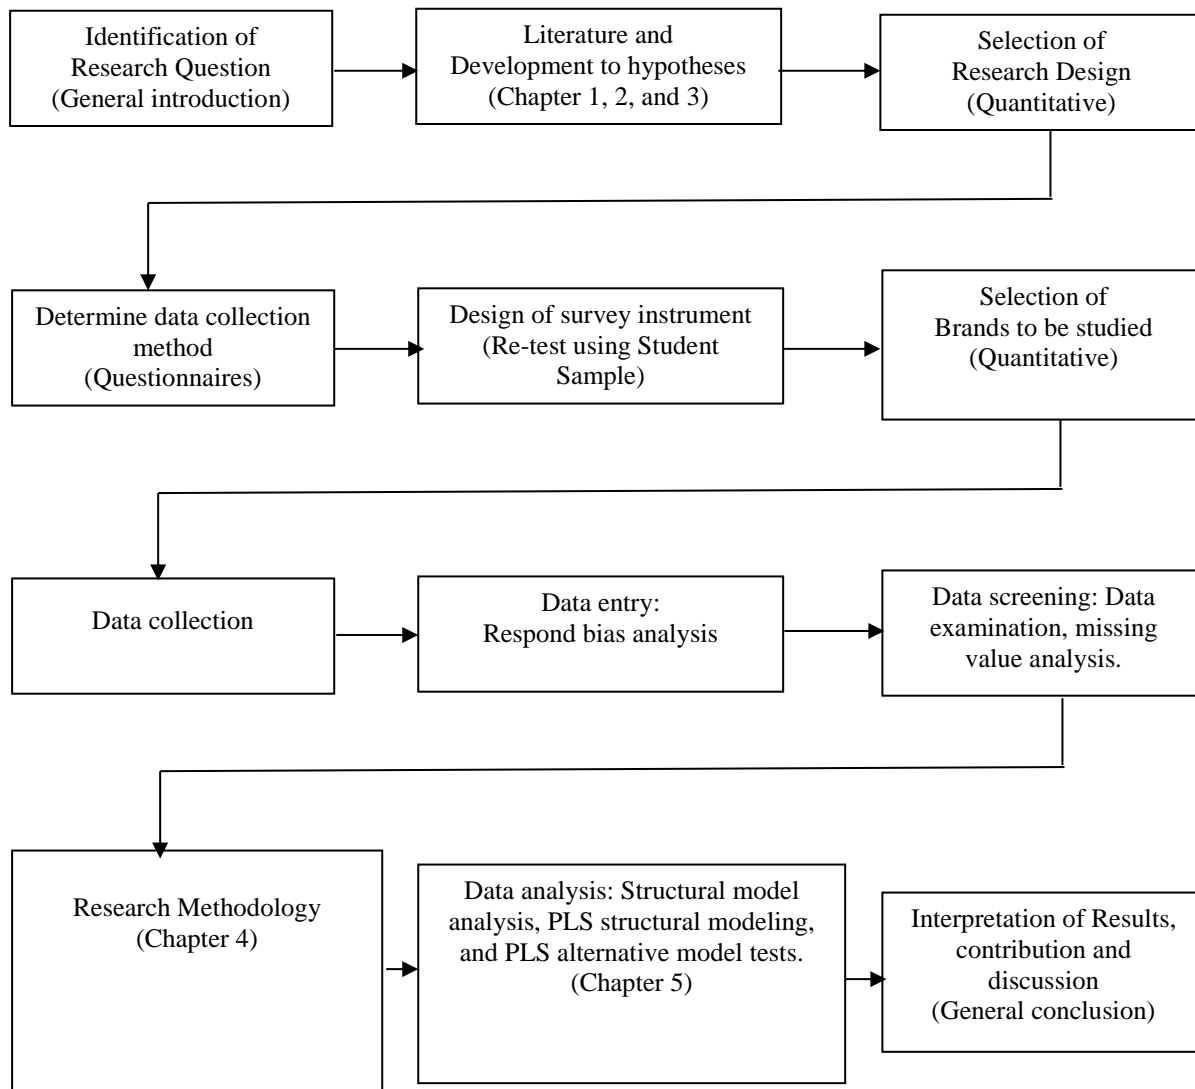 Identification of
Research Question
(General introduction)
Literature and
Development to hypotheses
(Chapter 1, 2, and 3)
Selection of
Research Design
(Quantitative)
Determine data collection
method
(Questionnaires)
Design of survey instrument
(Re-test using Student
Sample)
Selection of
Brands to be studied
(Quantitative)
Data collection
Data entry:
Respond bias analysis
Data screening: Data
examination, missing
value analysis.
Research Methodology
(Chapter 4)
Data analysis: Structural model
analysis, PLS structural modeling,
and PLS alternative model tests.
(Chapter 5)
Interpretation of Results,
contribution and
discussion
(General conclusion)